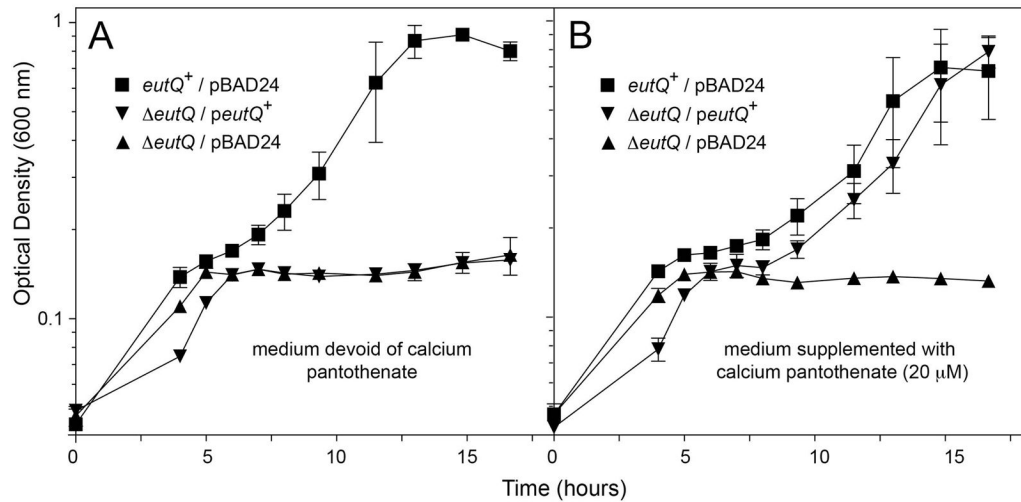 A
B
eutQ+ / pBAD24
ΔeutQ / peutQ+
ΔeutQ / pBAD24
eutQ+ / pBAD24
ΔeutQ / peutQ+
ΔeutQ / pBAD24
Optical Density (600 nm)
1
0.1
medium devoid of calcium
pantothenate
medium supplemented with
calcium pantothenate (20 µM)
0 5 10 15
0 5 10 15
Time (hours)